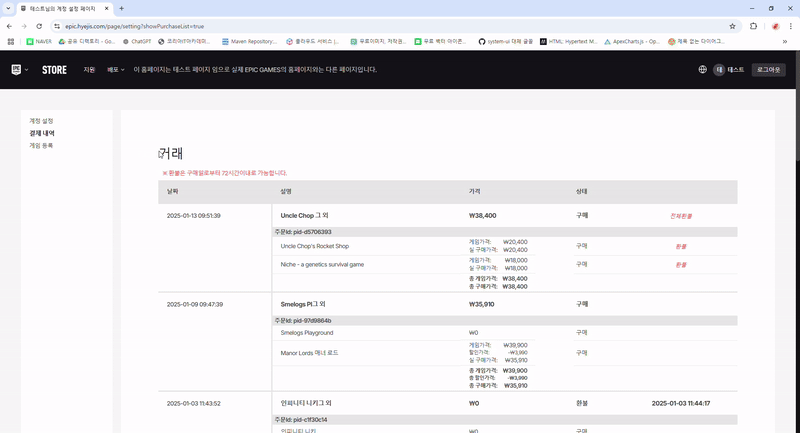 테스트님의 계정 설정 페이지
epic.hyejis.com/page/setting?showPurchaseList=true
NAVER 공유 디렉토리 - Go... ChatGPT 코리아IT아카데미... Maven Repository:... 클라우드 서비스 |... 무료이미지, 저작권... 무료 벡터 아이콘... system-ui 대체 글꼴 HTML: Hypertext M... ApexCharts.js - Op... 제목 없는 다이어그...
EPIC STORE 지원 배포 이 홈페이지는 테스트 페이지 임으로 실제 EPIC GAMES의 홈페이지와는 다른 페이지입니다. 테 테스트 로그아웃
계정 설정
결제 내역
게임 등록
거래
※ 환불은 구매일로부터 72시간이내로 가능합니다.
날짜 설명 가격 상태
2025-01-13 09:51:39 Uncle Chop 그 외 ₩38,400 구매 전체환불
주문Id: pid-d5706393
Uncle Chop's Rocket Shop 게임가격: ₩20,400 구매 환불
실 구매가격: ₩20,400
Niche - a genetics survival game 게임가격: ₩18,000 구매 환불
실 구매가격: ₩18,000
총 게임가격: ₩38,400
총 구매가격: ₩38,400
2025-01-09 09:47:39 Smelogs Pl그 외 ₩35,910 구매
주문Id: pid-97d9864b
Smelogs Playground ₩0 구매
Manor Lords 매너 로드 게임가격: ₩39,900 구매
할인가격: -₩3,990
실 구매가격: ₩35,910
총 게임가격: ₩39,900
총 할인가격: -₩3,990
총 구매가격: ₩35,910
2025-01-03 11:43:52 인피니티 니키그 외 ₩0 환불 2025-01-03 11:44:17
주문Id: pid-c1f30c14
인피니티 니키 ₩0 구매